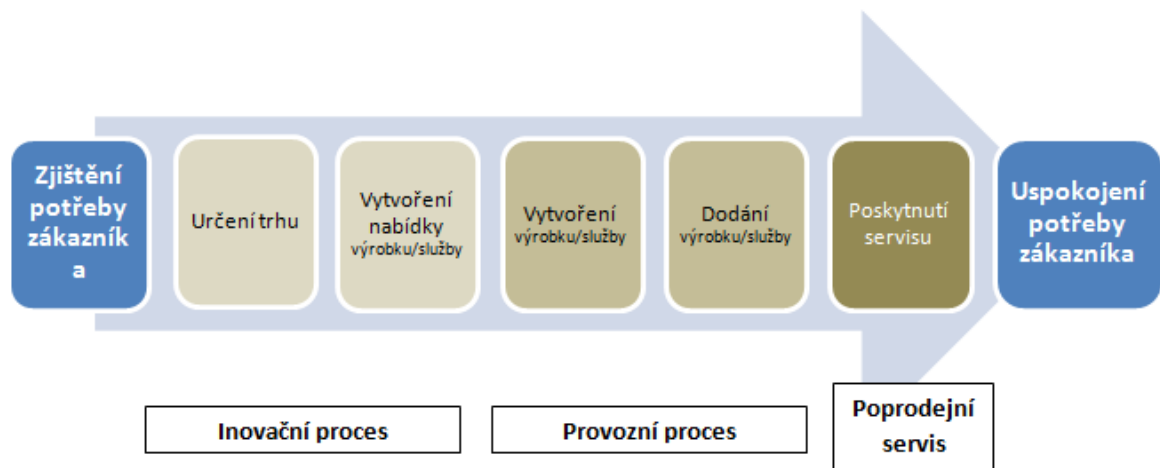 Zjištění
potřeby
zákazník
a
Určení trhu
Vytvoření
nabídky
výrobku/služby
Vytvoření
výrobku/služby
Dodání
výrobku/služby
Poskytnutí
servisu
Uspokojení
potřeby
zákazníka
Inovační proces
Provozní proces
Poprodejní
servis